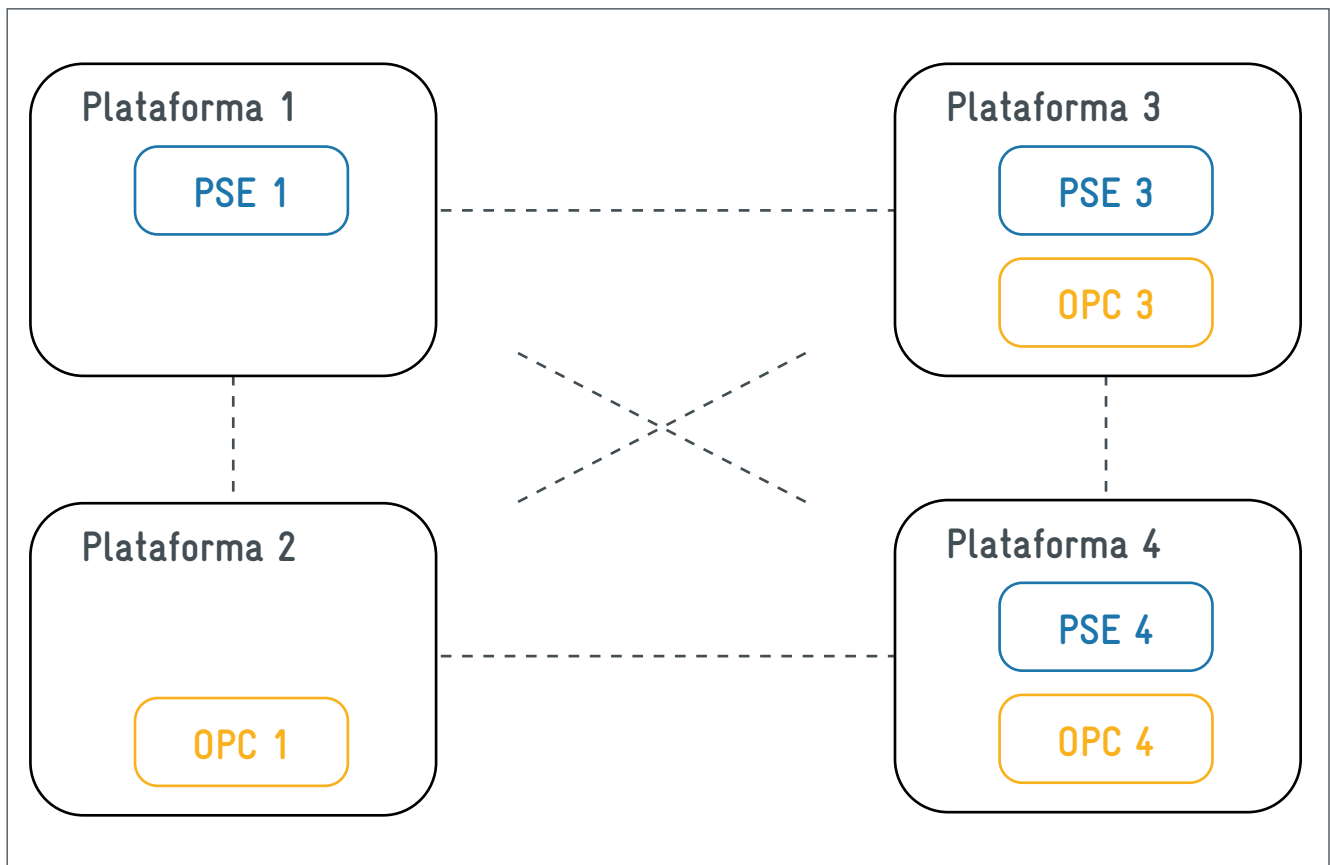 Plataforma 1
PSE 1
Plataforma 3
PSE 3
OPC 3
Plataforma 2
OPC 1
Plataforma 4
PSE 4
OPC 4